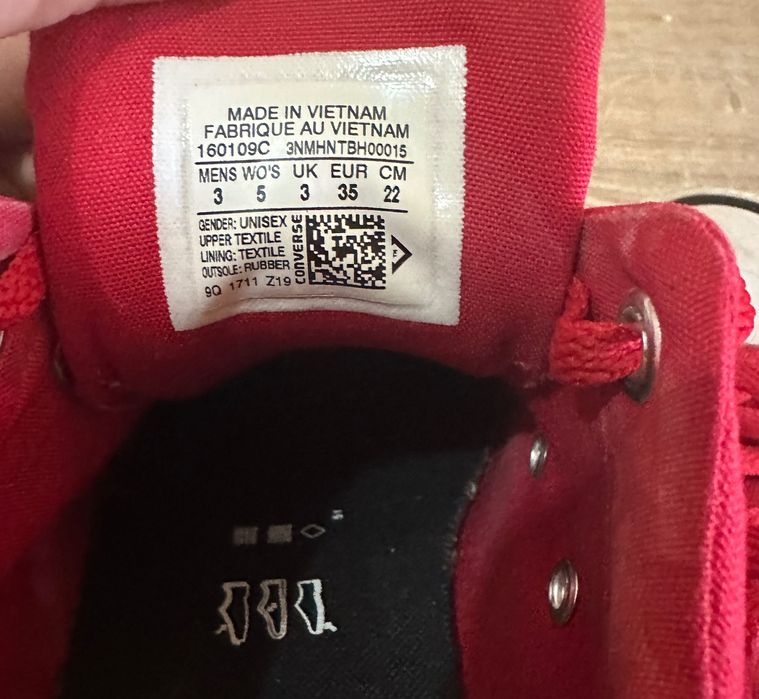 MADE IN VIETNAM
FABRIQUE AU VIETNAM
160109C 3NMHNTBH00015
MENS WO'S UK EUR CM
3 5 3 35 22
GENDER: UNISEX
UPPER TEXTILE
LINING: TEXTILE
OUTSOLE: RUBBER
9Q 1711 Z19
CONVERSE